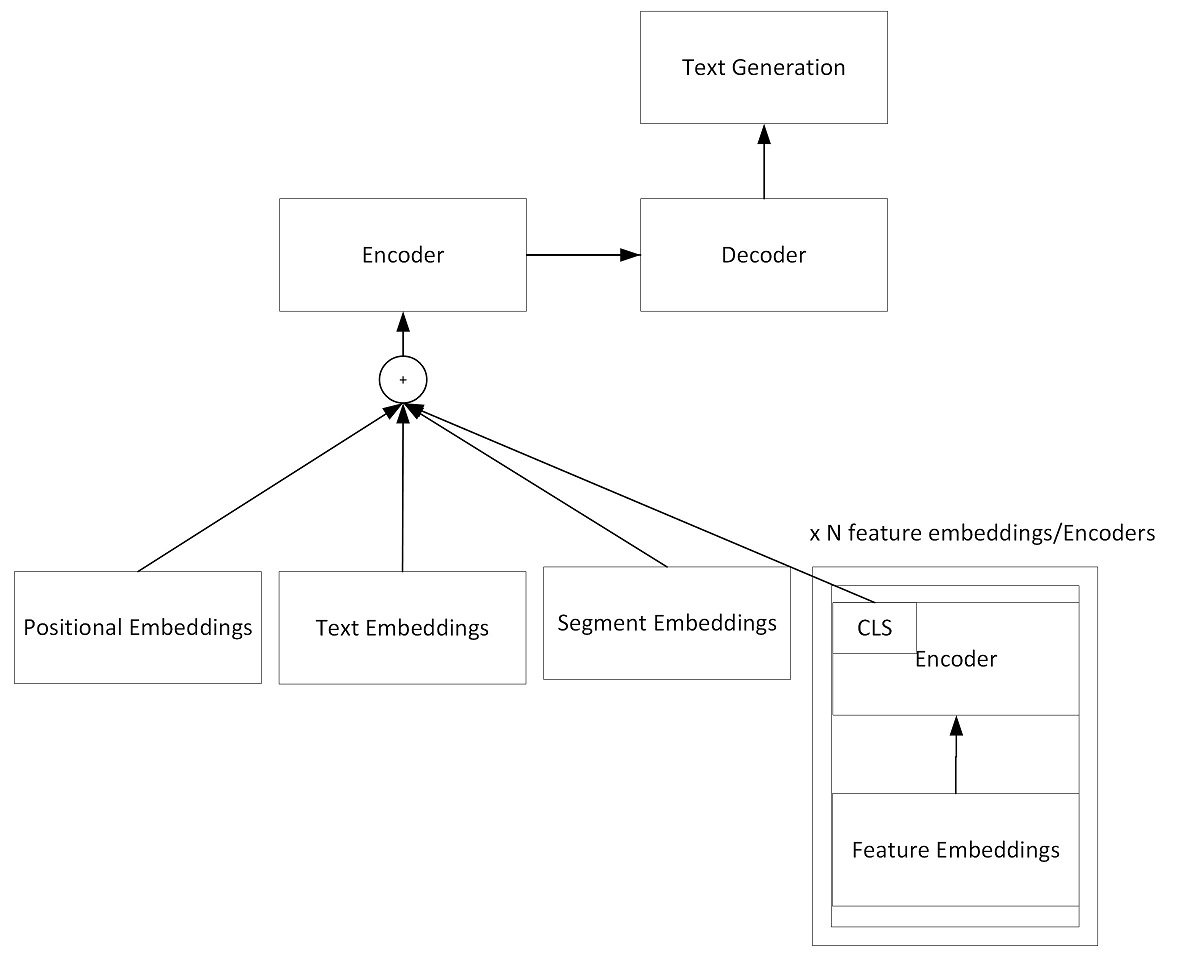 Text Generation
Encoder
Decoder
+
x N feature embeddings/Encoders
Positional Embeddings
Text Embeddings
Segment Embeddings
CLS
Encoder
Feature Embeddings